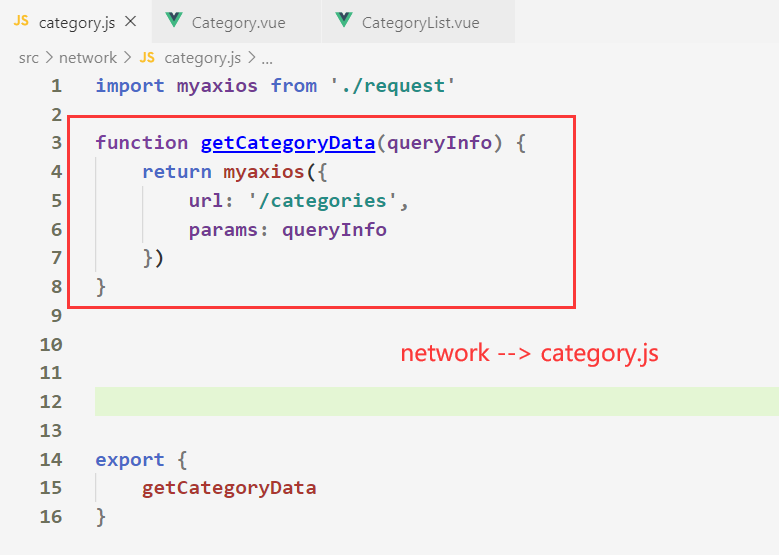 JS category.js × Category.vue CategoryList.vue
src > network > JS category.js > ...
1 import myaxios from './request'
2
3 function getCategoryData(queryInfo) {
4 return myaxios({
5 url: '/categories',
6 params: queryInfo
7 })
8 }
9
10
network --> category.js
11
12
13
14 export {
15 getCategoryData
16 }